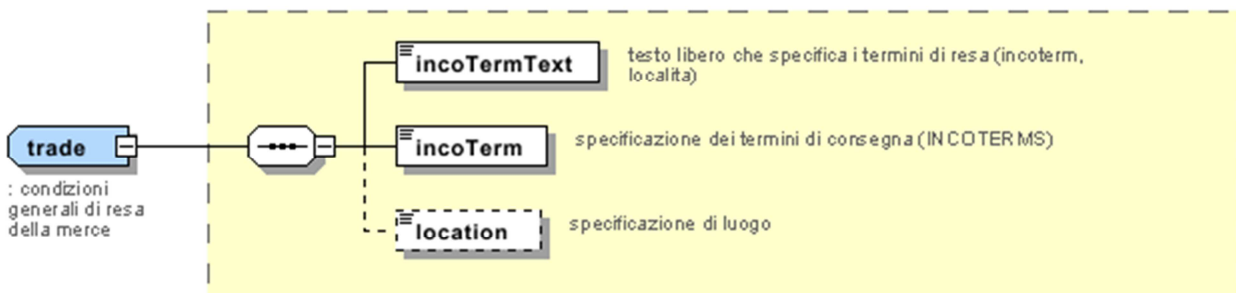 incoTermText
testo libero che specifica i termini di resa (incoterm,
localita)
trade
incoTerm
specificazione dei termini di consegna (INCOTERMS)
: condizioni
generali di resa
della merce
location
specificazione di luogo